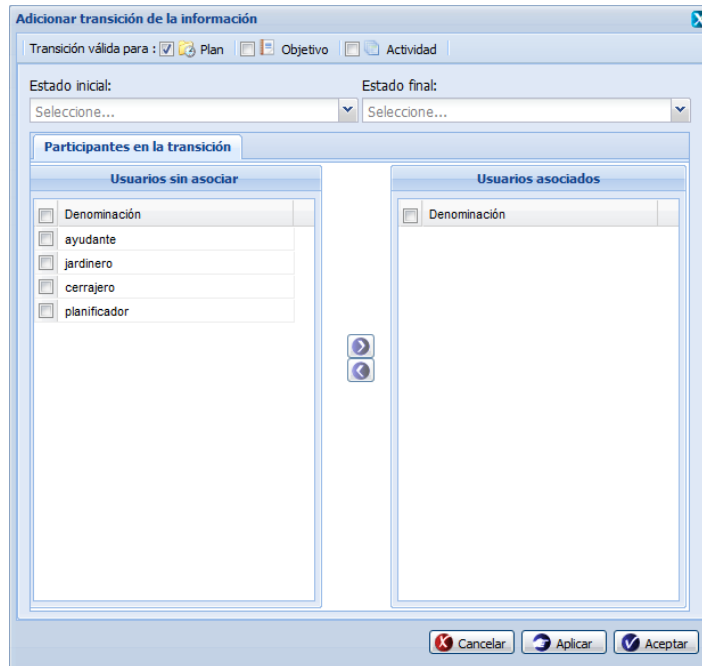 Adicionar transición de la información
Transición válida para : Plan Objetivo Actividad
Estado inicial: Estado final:
Seleccione... Seleccione...
Participantes en la transición
Usuarios sin asociar Usuarios asociados
Denominación Denominación
ayudante
jardinero
cerrajero
planificador
Cancelar Aplicar Aceptar